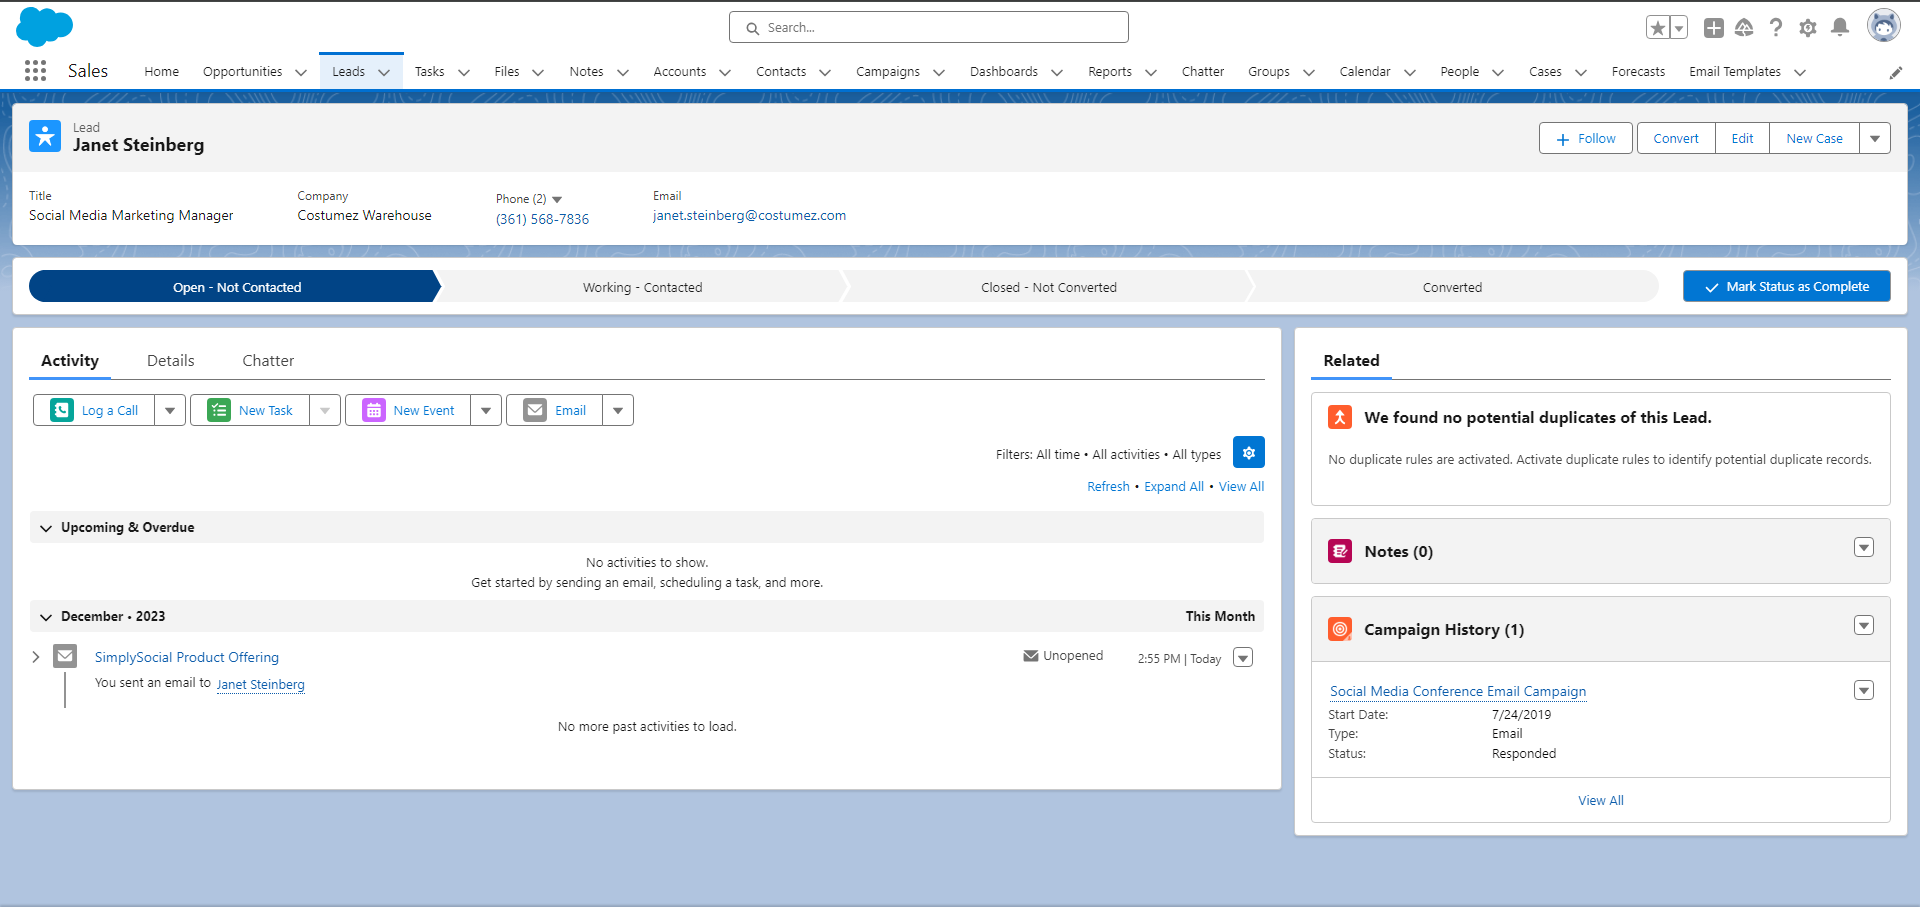 Search...
Sales Home Opportunities Leads Tasks Files Notes Accounts Contacts Campaigns Dashboards Reports Chatter Groups Calendar People Cases Forecasts Email Templates
Lead
Janet Steinberg
Follow Convert Edit New Case
Title Company Phone (2) Email
Social Media Marketing Manager Costumez Warehouse (361) 568-7836 janet.steinberg@costumez.com
Open - Not Contacted Working - Contacted Closed - Not Converted Converted Mark Status as Complete
Activity Details Chatter
Log a Call New Task New Event Email
Filters: All time • All activities • All types
Refresh • Expand All • View All
Upcoming & Overdue
No activities to show.
Get started by sending an email, scheduling a task, and more.
December • 2023 This Month
SimplySocial Product Offering Unopened 2:55 PM | Today
You sent an email to Janet Steinberg
No more past activities to load.
Related
We found no potential duplicates of this Lead.
No duplicate rules are activated. Activate duplicate rules to identify potential duplicate records.
Notes (0)
Campaign History (1)
Social Media Conference Email Campaign
Start Date: 7/24/2019
Type: Email
Status: Responded
View All